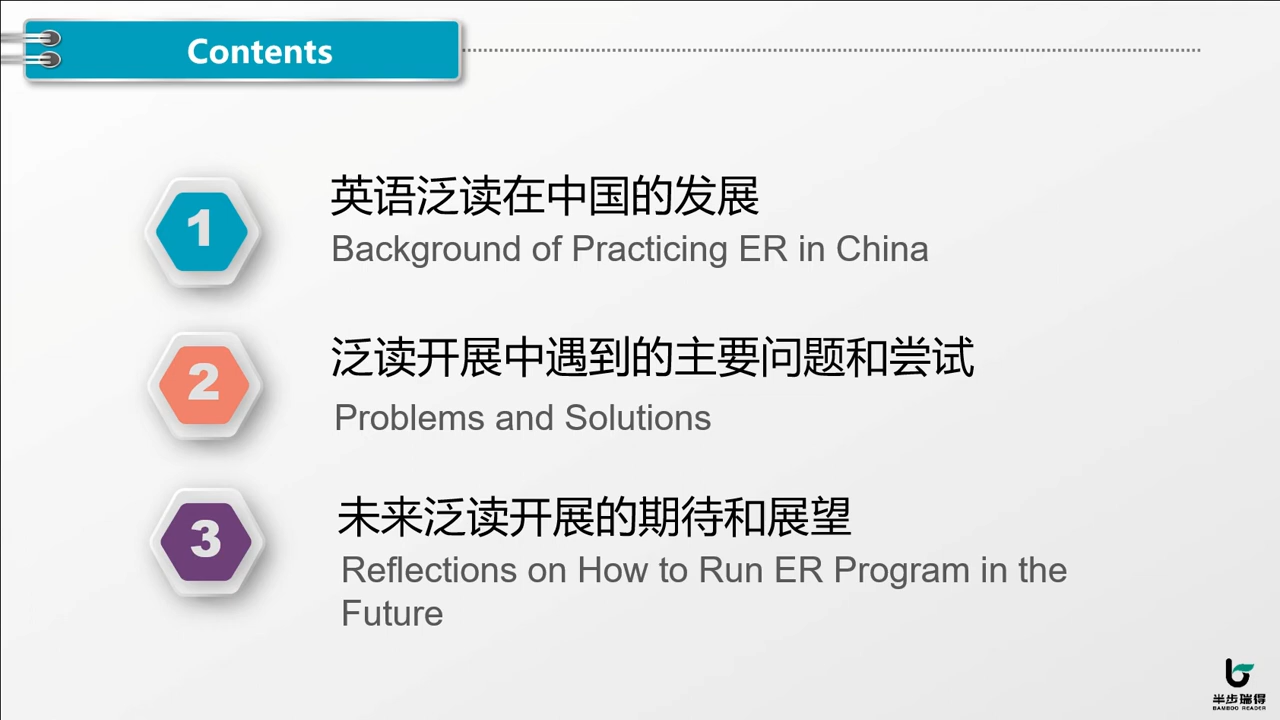 Contents
1
英语泛读在中国的发展
Background of Practicing ER in China
2
泛读开展中遇到的主要问题和尝试
Problems and Solutions
3
未来泛读开展的期待和展望
Reflections on How to Run ER Program in the
Future
半步瑞得
BAMBOO READER